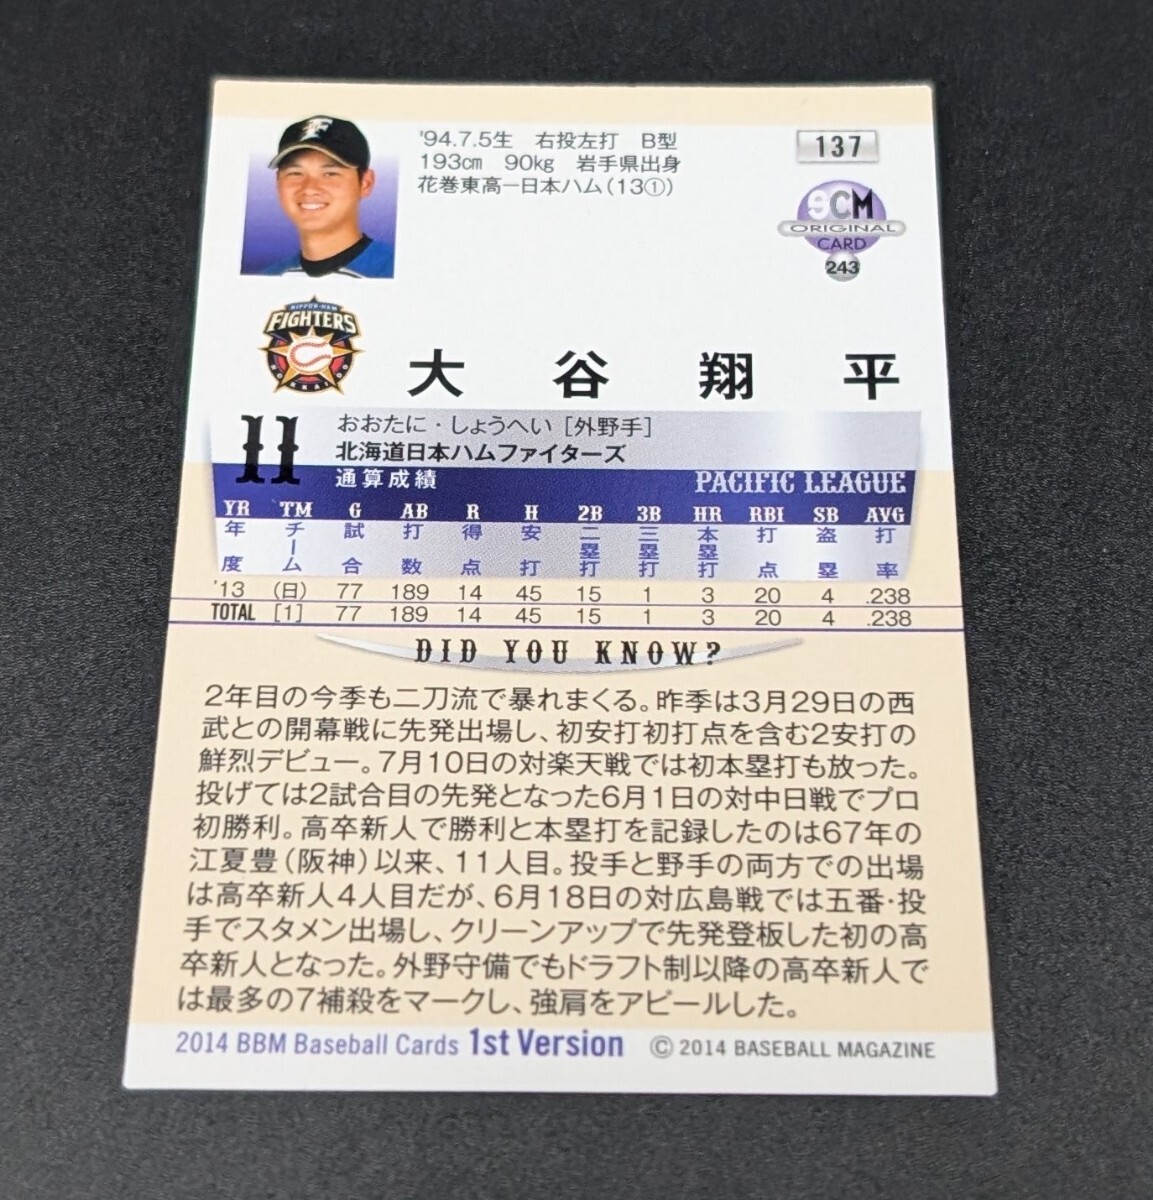 '94.7.5生 右投左打 B型
193cm 90kg 岩手県出身
花巻東高－日本ハム(13①)
137
9CM
ORIGINAL
CARD
243
F
NIPPON-HAM
FIGHTERS
HOKKAIDO
大谷翔平
11
おおたに・しょうへい [外野手]
北海道日本ハムファイターズ
通算成績 PACIFIC LEAGUE
YR TM G AB R H 2B 3B HR RBI SB AVG
年度 チーム 試合 打数 得点 安打 二塁打 三塁打 本塁打 打点 盗塁 打率
'13 (日) 77 189 14 45 15 1 3 20 4 .238
TOTAL [1] 77 189 14 45 15 1 3 20 4 .238
DID YOU KNOW?
2年目の今季も二刀流で暴れまくる。昨季は3月29日の西
武との開幕戦に先発出場し、初安打初打点を含む2安打の
鮮烈デビュー。7月10日の対楽天戦では初本塁打も放った。
投げては2試合目の先発となった6月1日の対中日戦でプロ
初勝利。高卒新人で勝利と本塁打を記録したのは67年の
江夏豊(阪神)以来、11人目。投手と野手の両方での出場
は高卒新人4人目だが、6月18日の対広島戦では五番・投
手でスタメン出場し、クリーンアップで先発登板した初の高
卒新人となった。外野守備でもドラフト制以降の高卒新人で
は最多の7補殺をマークし、強肩をアピールした。
2014 BBM Baseball Cards 1st Version © 2014 BASEBALL MAGAZINE